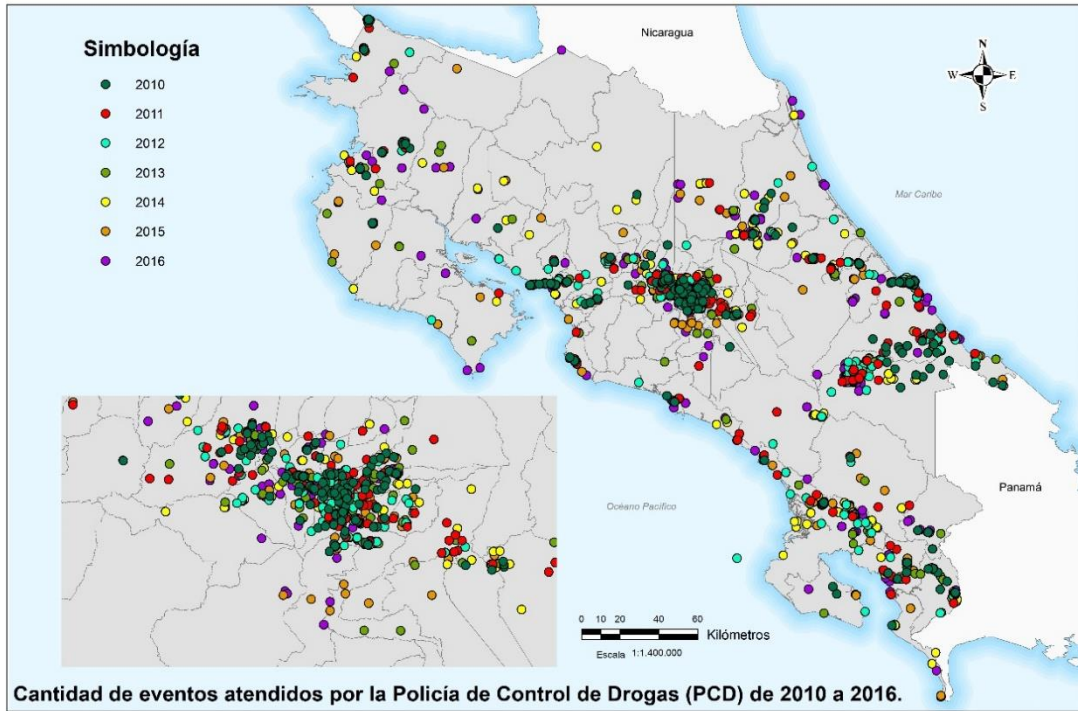 Simbología
2010
2011
2012
2013
2014
2015
2016
Nicaragua
N
W E
S
Mar Caribe
Panamá
Océano Pacífico
0 10 20 40 60
Kilómetros
Escala 1:1.400.000
Cantidad de eventos atendidos por la Policía de Control de Drogas (PCD) de 2010 a 2016.